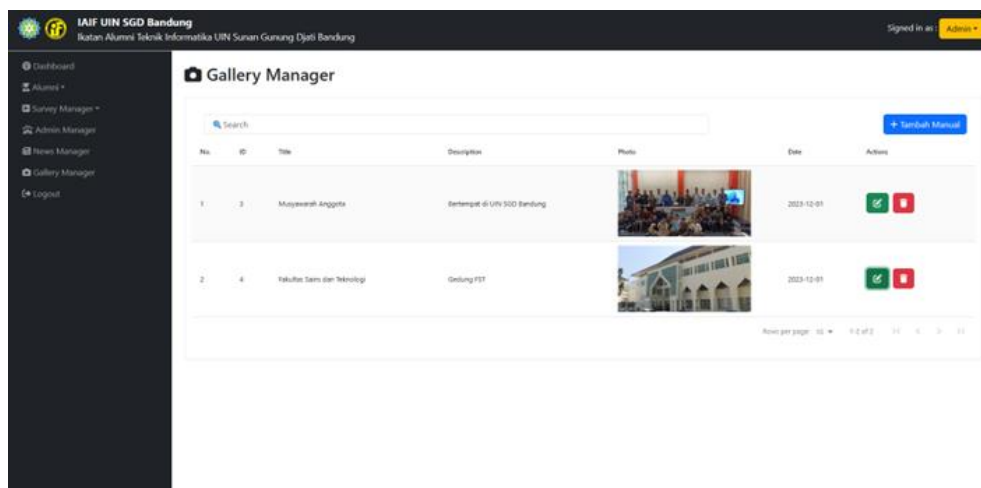 IAIF UIN SGD Bandung
Ikatan Alumni Teknik Informatika UIN Sunan Gunung Djati Bandung
Signed in as : Admin
Dashboard
Alumni
Survey Manager
Admin Manager
News Manager
Gallery Manager
Logout
Gallery Manager
Search
+ Tambah Manual
No. ID Title Description Photo Date Actions
1 3 Musyawarah Anggota Bertempat di UIN SGD Bandung 2023-12-01
2 4 Fakultas Sains dan Teknologi Gedung FST 2023-12-01
Rows per page: 10 1-2 of 2